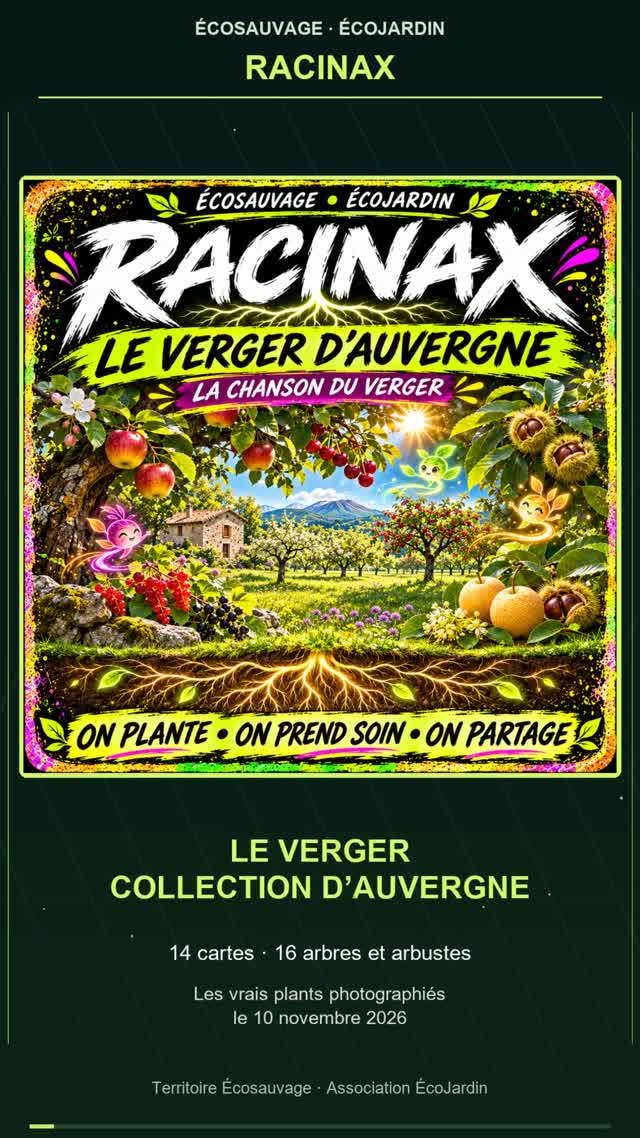 ÉCOSAUVAGE · ÉCOJARDIN
RACINAX
ÉCOSAUVAGE • ÉCOJARDIN
RACINAX
LE VERGER D'AUVERGNE
LA CHANSON DU VERGER
ON PLANTE • ON PREND SOIN • ON PARTAGE
LE VERGER
COLLECTION D’AUVERGNE
14 cartes · 16 arbres et arbustes
Les vrais plants photographiés
le 10 novembre 2026
Territoire Écosauvage · Association ÉcoJardin